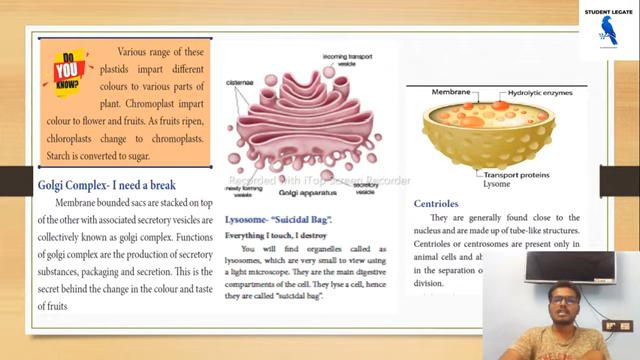 STUDENT LEGATE
DO
YOU
KNOW?
Various range of these
plastids impart different
colours to various parts of
plant. Chromoplast impart
colour to flower and fruits. As fruits ripen,
chloroplasts change to chromoplasts.
Starch is converted to sugar.
Golgi Complex- I need a break
Membrane bounded sacs are stacked on top
of the other with associated secretory vesicles are
collectively known as golgi complex. Functions
of golgi complex are the production of secretory
substances, packaging and secretion. This is the
secret behind the change in the colour and taste
of fruits
incoming transport
vesicle
cisternae
newly forming
vesicle
Golgi apparatus
secretory
vesicle
Recorded with iTop Screen Recorder
Lysosome- “Suicidal Bag”.
Everything I touch, I destroy
You will find organelles called as
lysosomes, which are very small to view using
a light microscope. They are the main digestive
compartments of the cell. They lyse a cell, hence
they are called “suicidal bag”.
Membrane
Hydrolytic enzymes
Transport proteins
Lysome
Centrioles
They are generally found close to the
nucleus and are made up of tube-like structures.
Centrioles or centrosomes are present only in
animal cells and
in the separation
division.